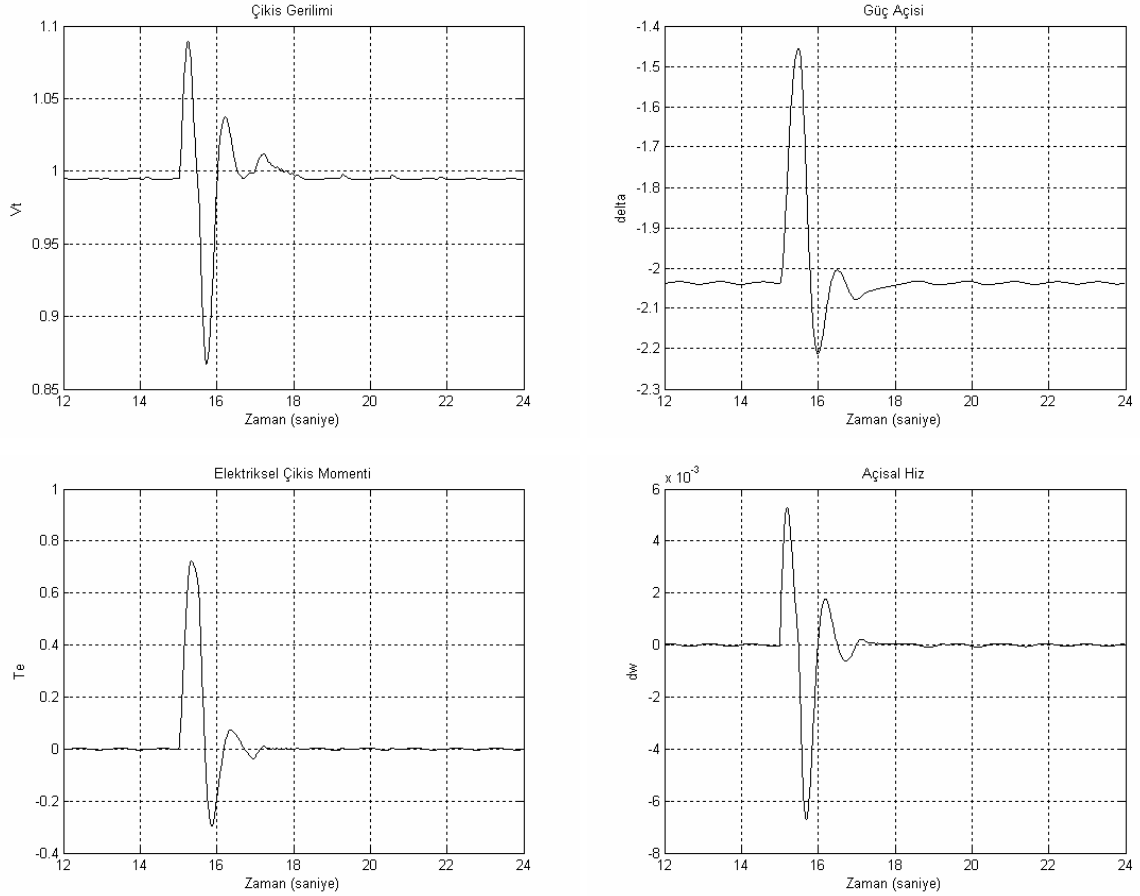 Çikis Gerilimi
1.1
1.05
1
0.95
0.9
0.85
Vt
12 14 16 18 20 22 24
Zaman (saniye)
Güç Açisi
-1.4
-1.5
-1.6
-1.7
-1.8
-1.9
-2
-2.1
-2.2
-2.3
delta
12 14 16 18 20 22 24
Zaman (saniye)
Elektriksel Çikis Momenti
1
0.8
0.6
0.4
0.2
0
-0.2
-0.4
Te
12 14 16 18 20 22 24
Zaman (saniye)
Açisal Hiz
x 10^-3
6
4
2
0
-2
-4
-6
-8
dw
12 14 16 18 20 22 24
Zaman (saniye)